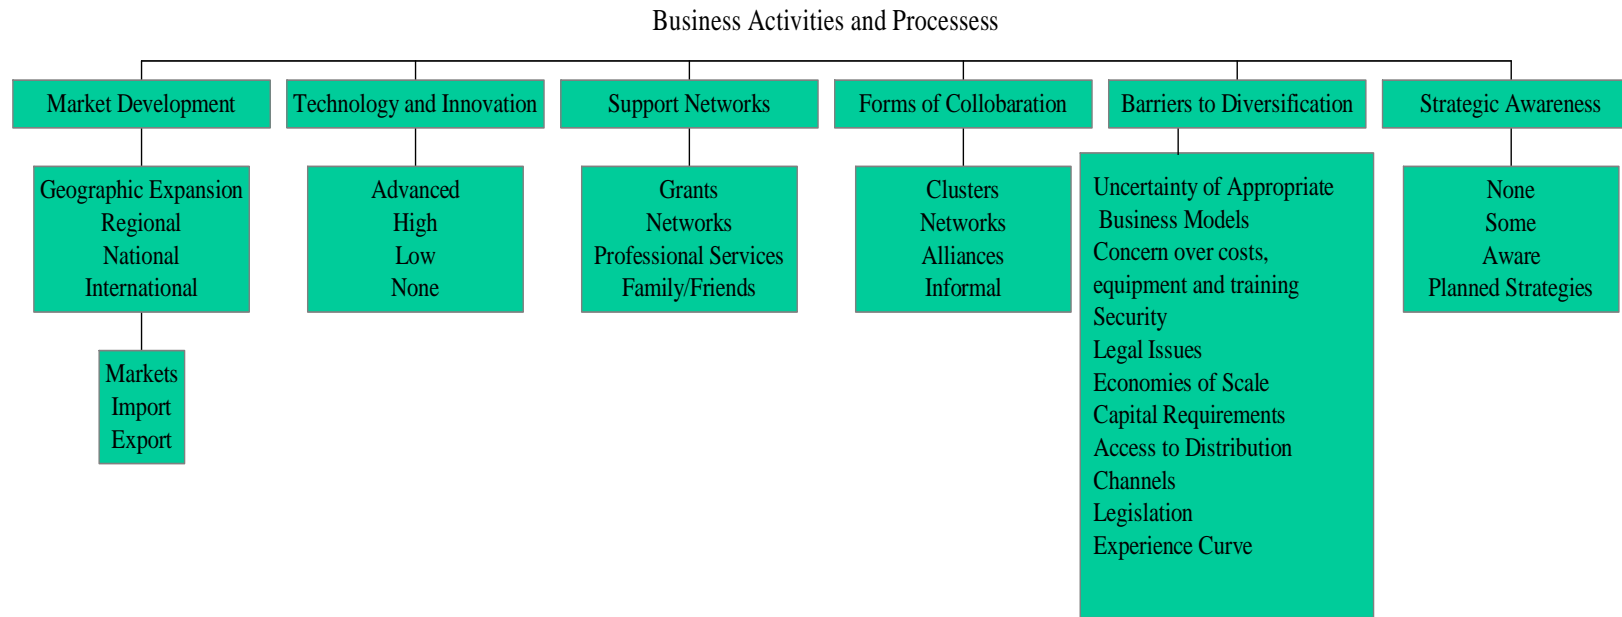 Business Activities and Processess
Market Development
Technology and Innovation
Support Networks
Forms of Collobaration
Barriers to Diversification
Strategic Awareness
Geographic Expansion
Regional
National
International
Advanced
High
Low
None
Grants
Networks
Professional Services
Family/Friends
Clusters
Networks
Alliances
Informal
Uncertainty of Appropriate
Business Models
Concern over costs,
equipment and training
Security
Legal Issues
Economies of Scale
Capital Requirements
Access to Distribution
Channels
Legislation
Experience Curve
None
Some
Aware
Planned Strategies
Markets
Import
Export